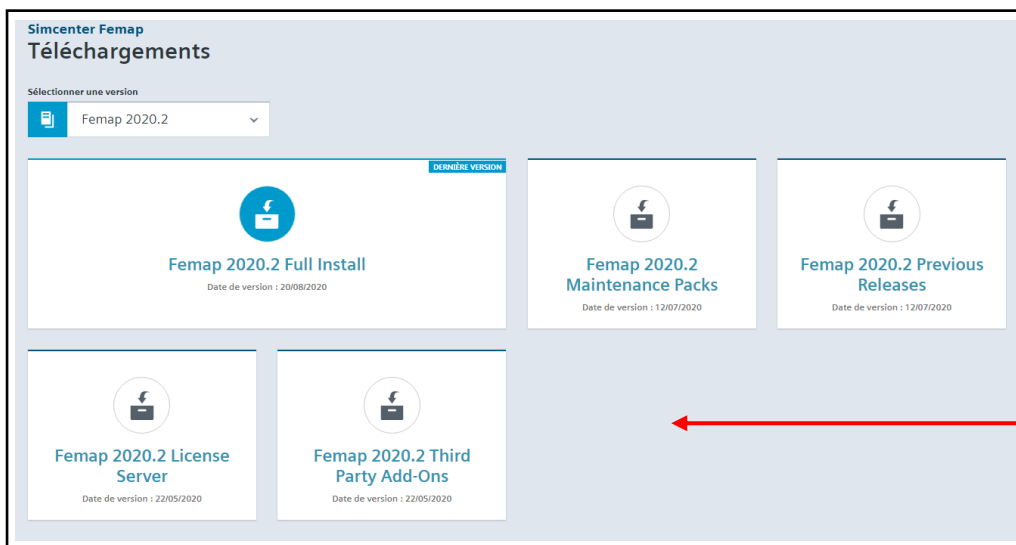 Simcenter Femap
Téléchargements
Sélectionner une version
Femap 2020.2
DERNIÈRE VERSION
Femap 2020.2 Full Install
Date de version : 20/08/2020
Femap 2020.2
Maintenance Packs
Date de version : 12/07/2020
Femap 2020.2 Previous
Releases
Date de version : 12/07/2020
Femap 2020.2 License
Server
Date de version : 22/05/2020
Femap 2020.2 Third
Party Add-Ons
Date de version : 22/05/2020